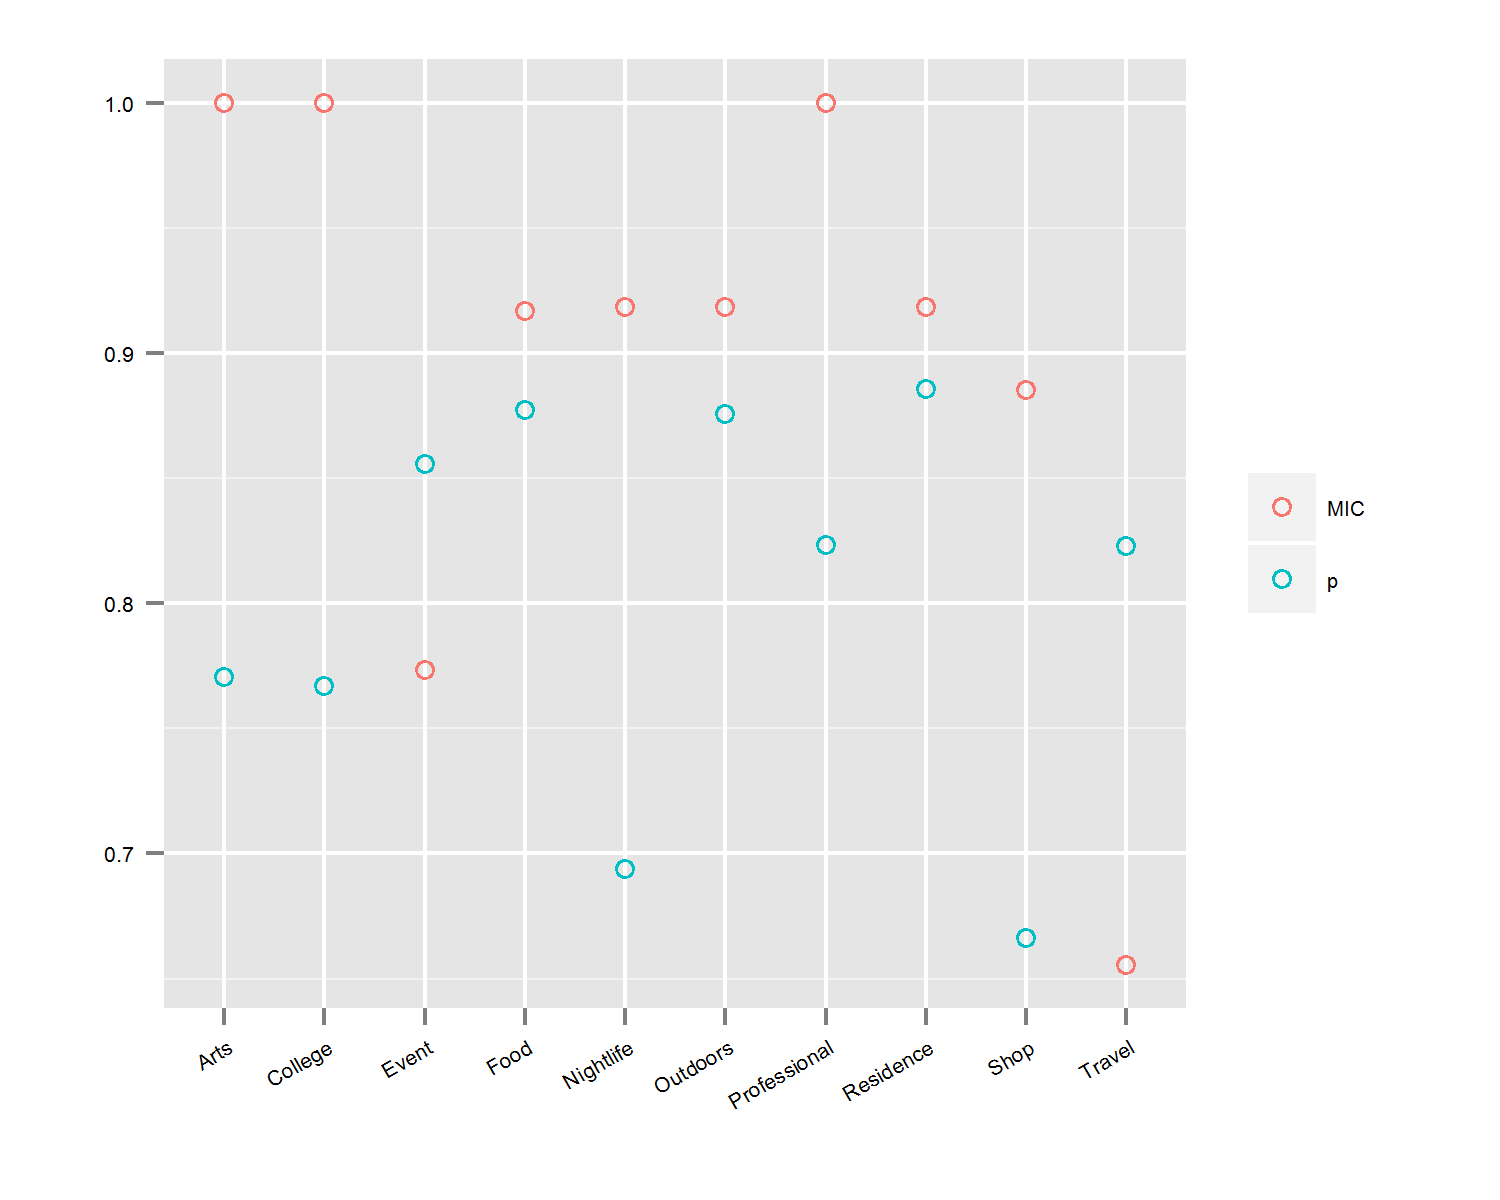 1.0
0.9
0.8
0.7
Arts
College
Event
Food
Nightlife
Outdoors
Professional
Residence
Shop
Travel
MIC
p